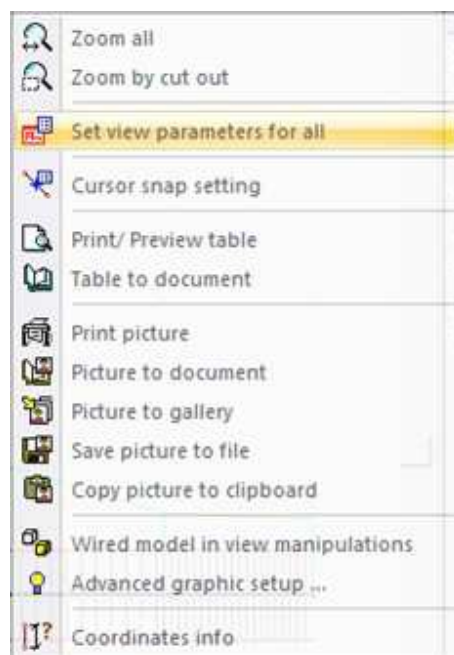 Zoom all
Zoom by cut out
Set view parameters for all
Cursor snap setting
Print/ Preview table
Table to document
Print picture
Picture to document
Picture to gallery
Save picture to file
Copy picture to clipboard
Wired model in view manipulations
Advanced graphic setup ...
Coordinates info